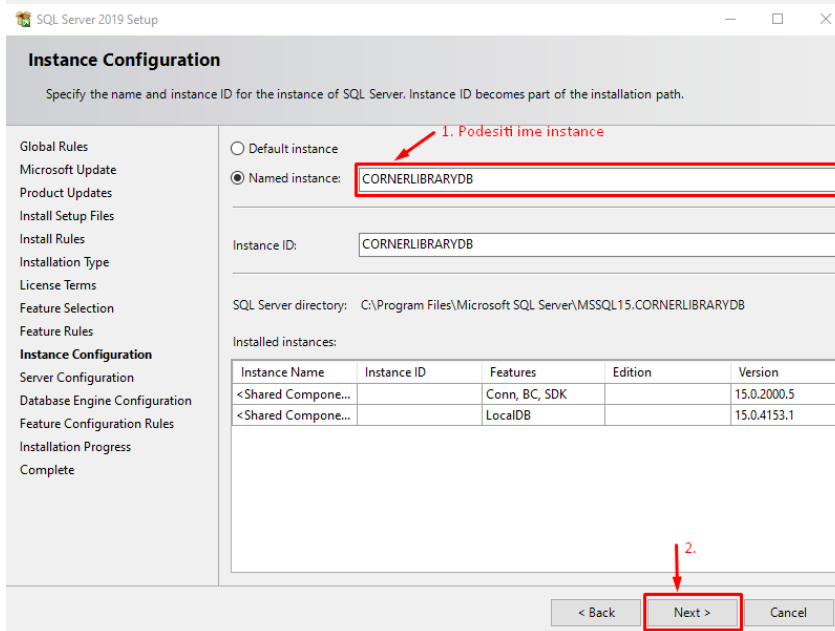 SQL Server 2019 Setup
Instance Configuration
Specify the name and instance ID for the instance of SQL Server. Instance ID becomes part of the installation path.
Global Rules
Microsoft Update
Product Updates
Install Setup Files
Install Rules
Installation Type
License Terms
Feature Selection
Feature Rules
Instance Configuration
Server Configuration
Database Engine Configuration
Feature Configuration Rules
Installation Progress
Complete
1. Podesiti ime instance
Default instance
Named instance: CORNERLIBRARYDB
Instance ID: CORNERLIBRARYDB
SQL Server directory: C:\Program Files\Microsoft SQL Server\MSSQL15.CORNERLIBRARYDB
Installed instances:
Instance Name Instance ID Features Edition Version
<Shared Compone... Conn, BC, SDK 15.0.2000.5
<Shared Compone... LocalDB 15.0.4153.1
2.
< Back Next > Cancel